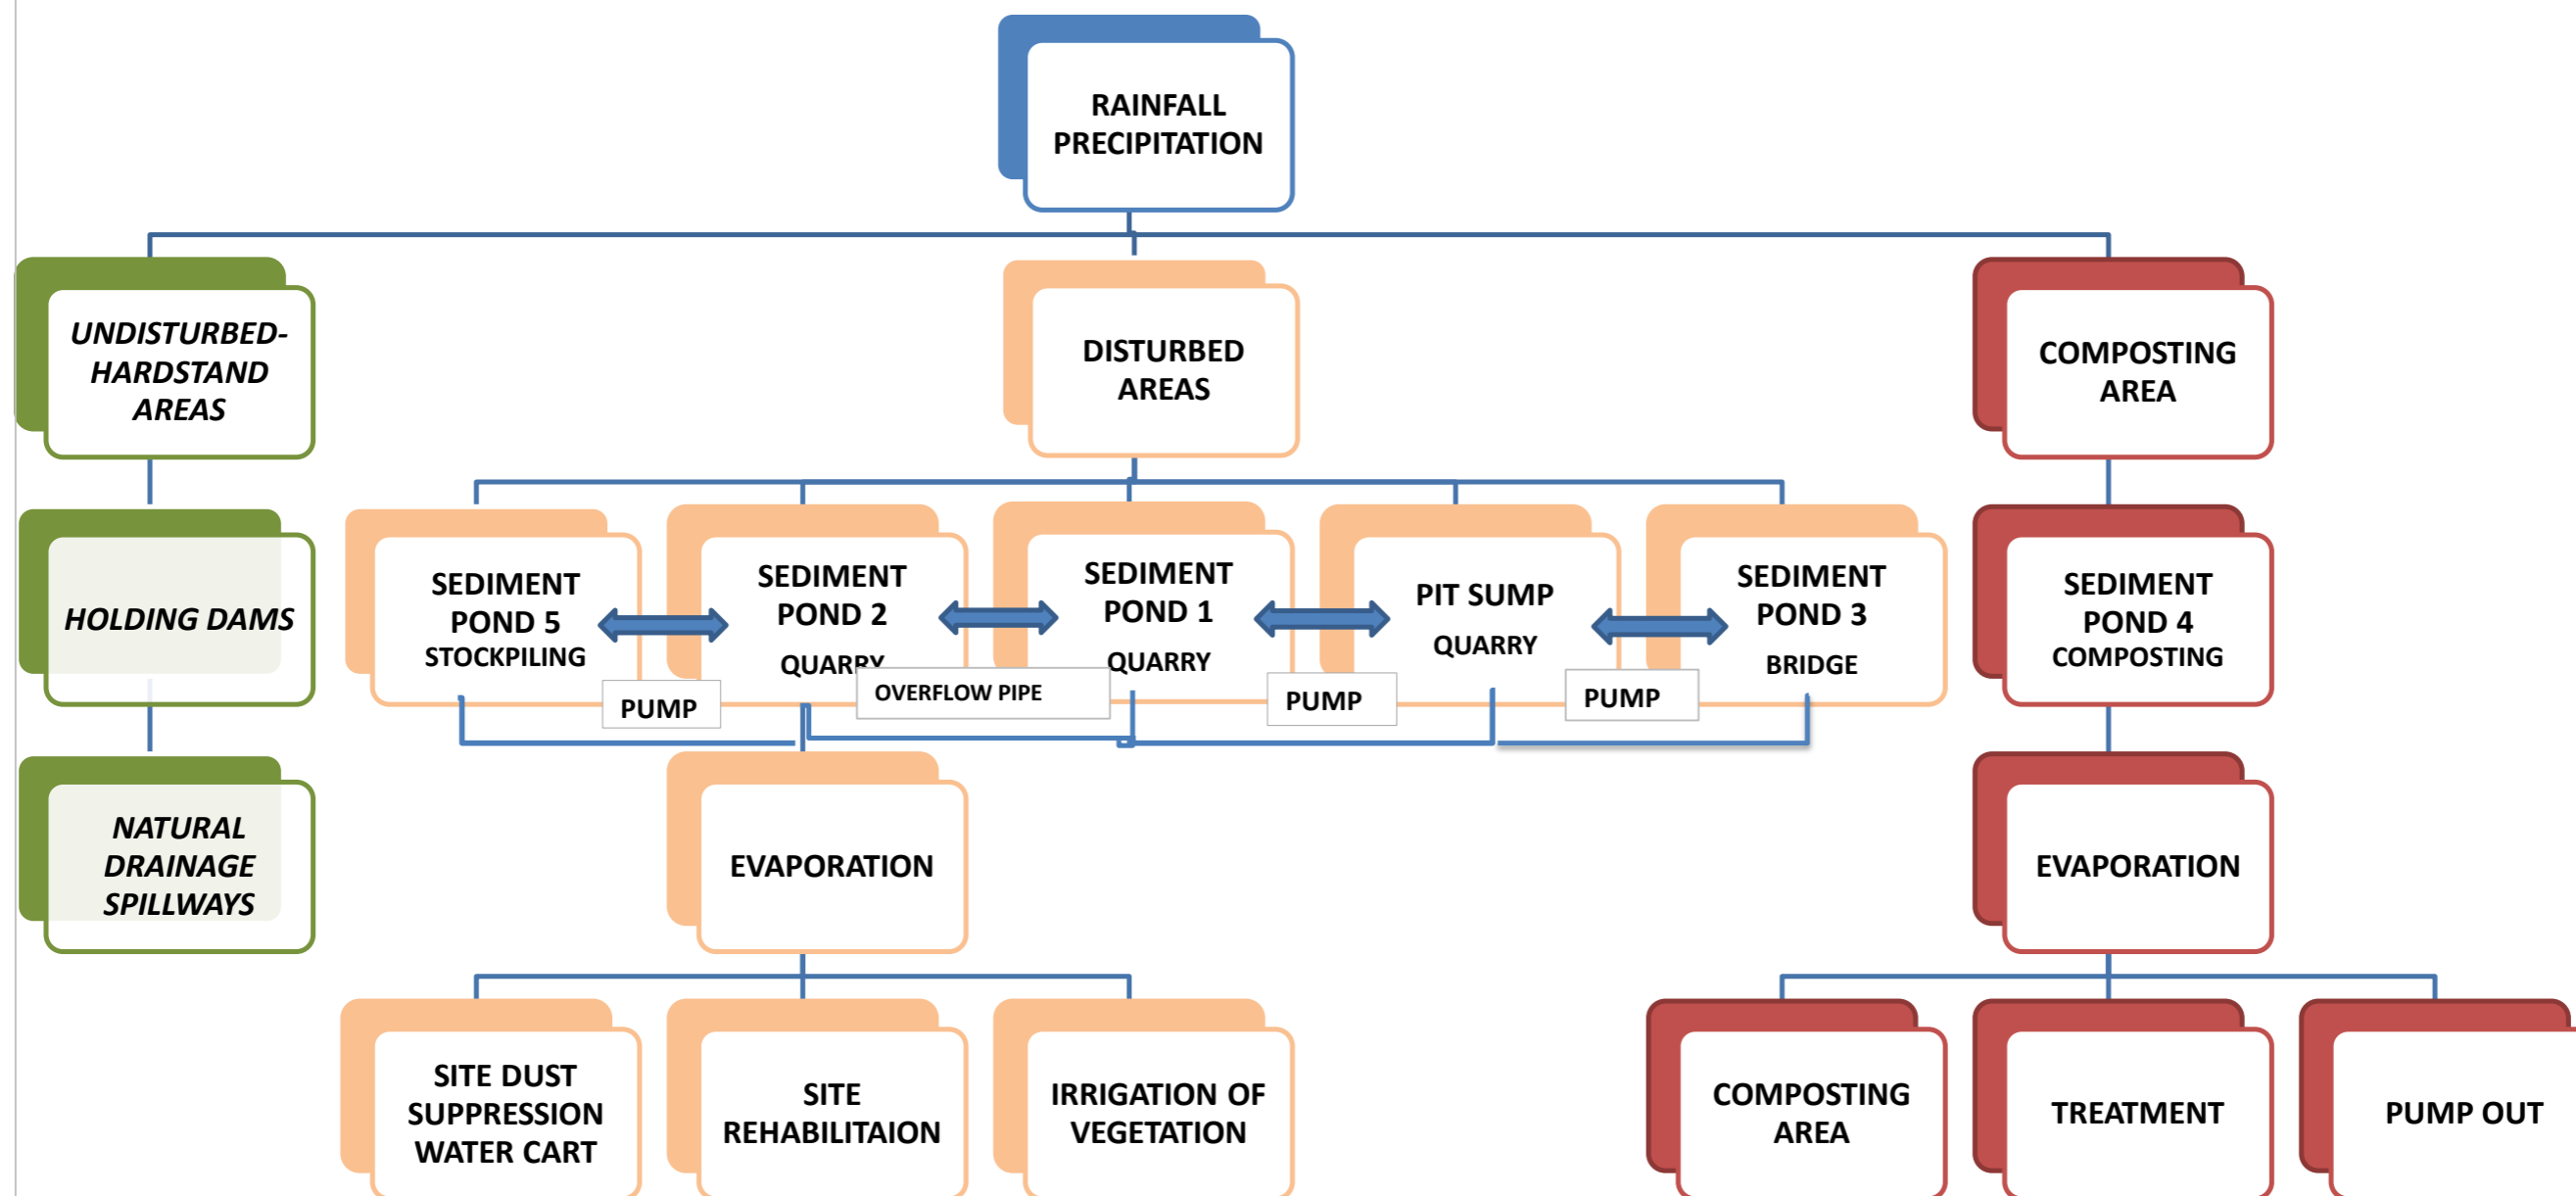 RAINFALL
PRECIPITATION
UNDISTURBED-
HARDSTAND
AREAS
DISTURBED
AREAS
COMPOSTING
AREA
HOLDING DAMS
SEDIMENT
POND 5
STOCKPILING
SEDIMENT
POND 2
QUARRY
SEDIMENT
POND 1
QUARRY
PIT SUMP
QUARRY
SEDIMENT
POND 3
BRIDGE
SEDIMENT
POND 4
COMPOSTING
PUMP
OVERFLOW PIPE
PUMP
PUMP
NATURAL
DRAINAGE
SPILLWAYS
EVAPORATION
EVAPORATION
SITE DUST
SUPPRESSION
WATER CART
SITE
REHABILITAION
IRRIGATION OF
VEGETATION
COMPOSTING
AREA
TREATMENT
PUMP OUT